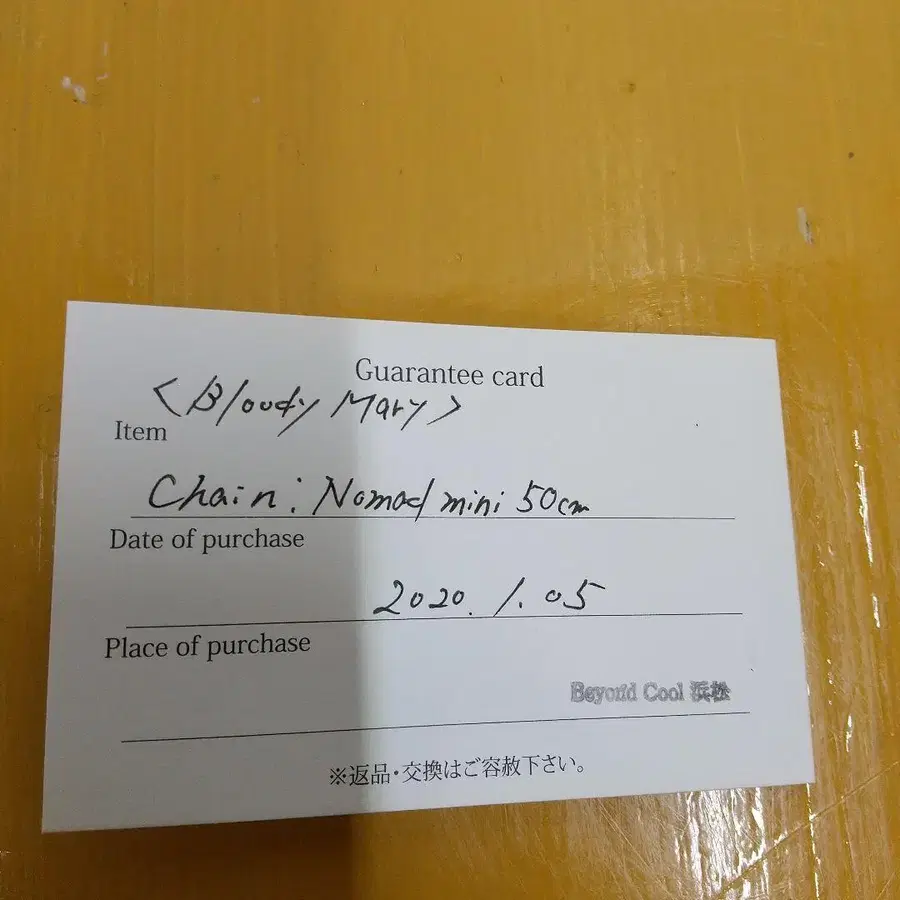 Guarantee card
<Bloody Mary>
Item
Chain: Nomad mini 50cm
Date of purchase
2020. 1. 05
Place of purchase
Beyond Cool 浜松
※返品・交換はご容赦下さい。